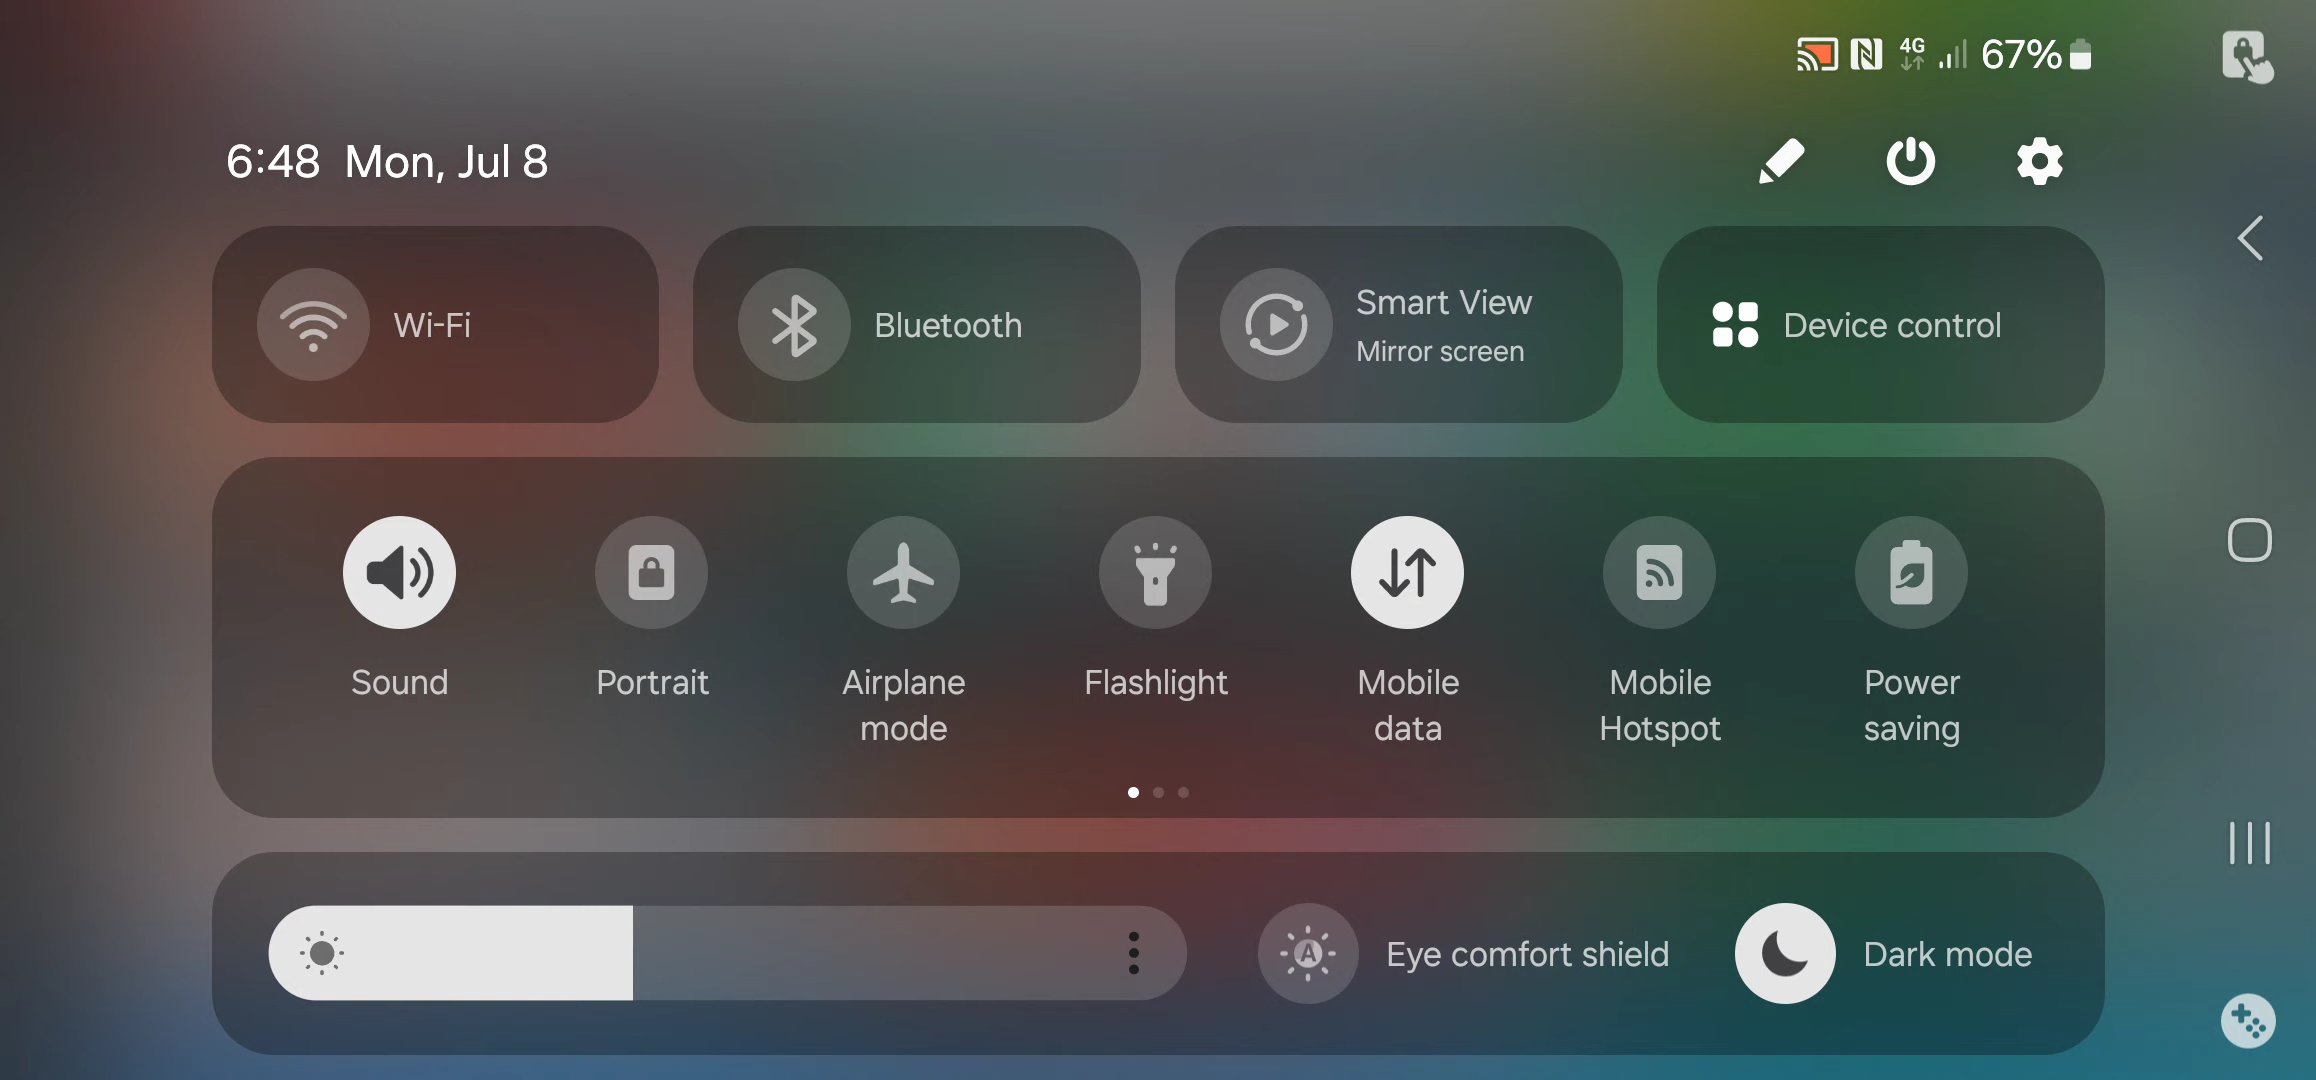 4G
67%
6:48 Mon, Jul 8
Wi-Fi
Bluetooth
Smart View
Mirror screen
Device control
Sound
Portrait
Airplane
mode
Flashlight
Mobile
data
Mobile
Hotspot
Power
saving
A
Eye comfort shield
Dark mode